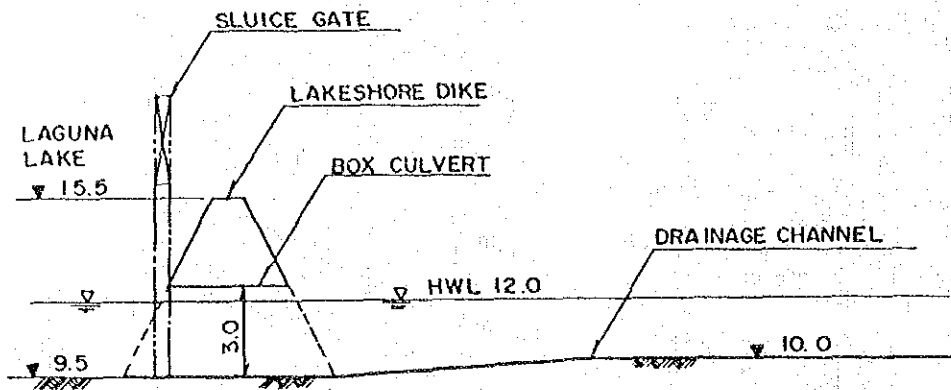 SLUICE GATE
LAKESHORE DIKE
LAGUNA
LAKE
BOX CULVERT
15.5
DRAINAGE CHANNEL
HWL 12.0
3.0
9.5
10.0